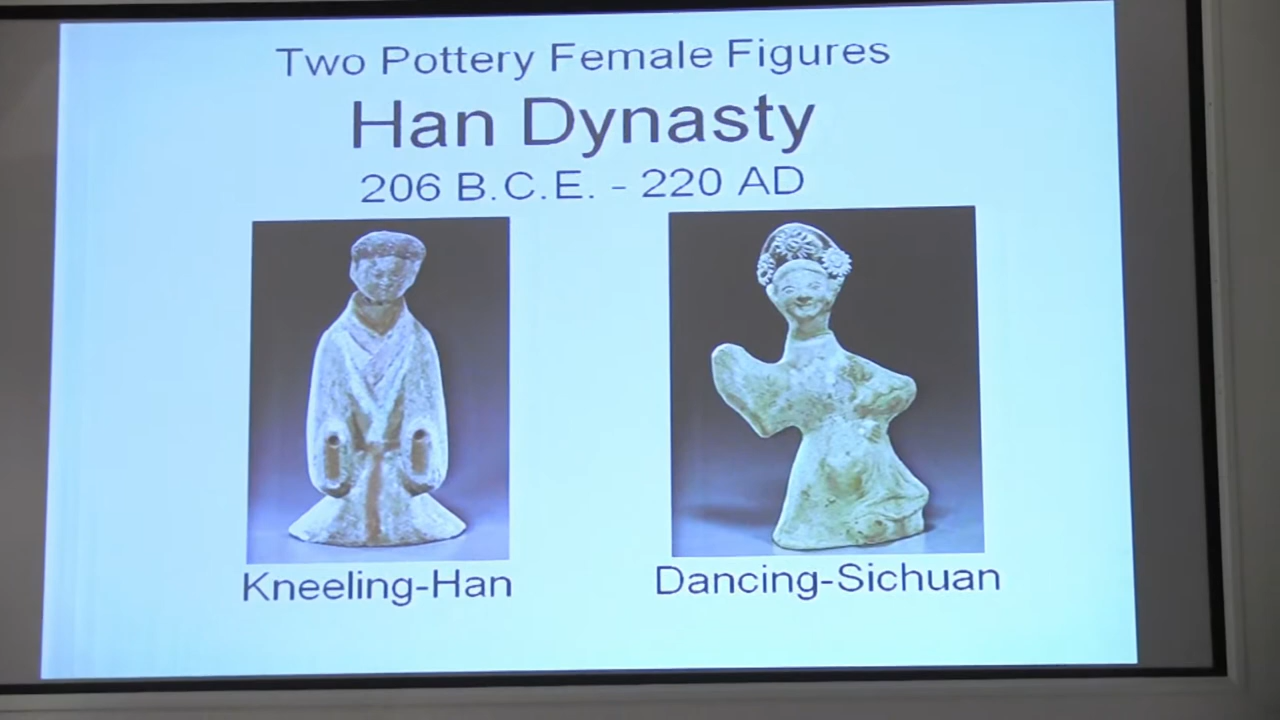 Two Pottery Female Figures
Han Dynasty
206 B.C.E. - 220 AD
Kneeling-Han
Dancing-Sichuan